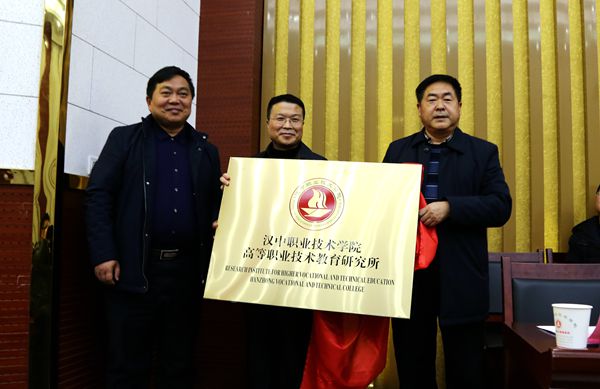 汉中职业技术学院
高等职业技术教育研究所
RESEARCH INSTITUTE FOR HIGHER VOCATIONAL AND TECHNICAL EDUCATION
HANZHONG VOCATIONAL AND TECHNICAL COLLEGE